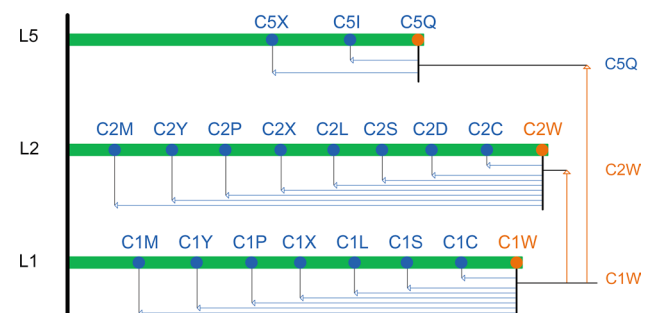 C5X C5I C5Q
L5
C5Q
C2M C2Y C2P C2X C2L C2S C2D C2C C2W
L2
C2W
C1M C1Y C1P C1X C1L C1S C1C C1W
L1
C1W